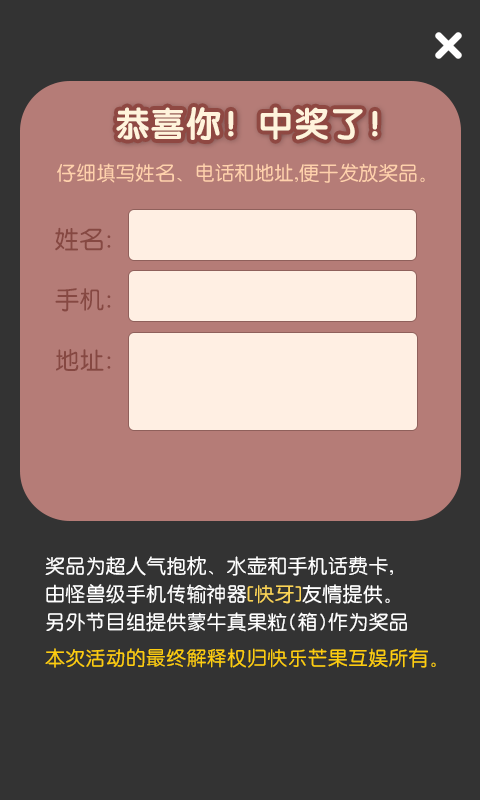 恭喜你！中奖了！
仔细填写姓名、电话和地址,便于发放奖品。
姓名:
手机:
地址:
奖品为超人气抱枕、水壶和手机话费卡,
由怪兽级手机传输神器[快牙]友情提供。
另外节目组提供蒙牛真果粒(箱)作为奖品
本次活动的最终解释权归快乐芒果互娱所有。